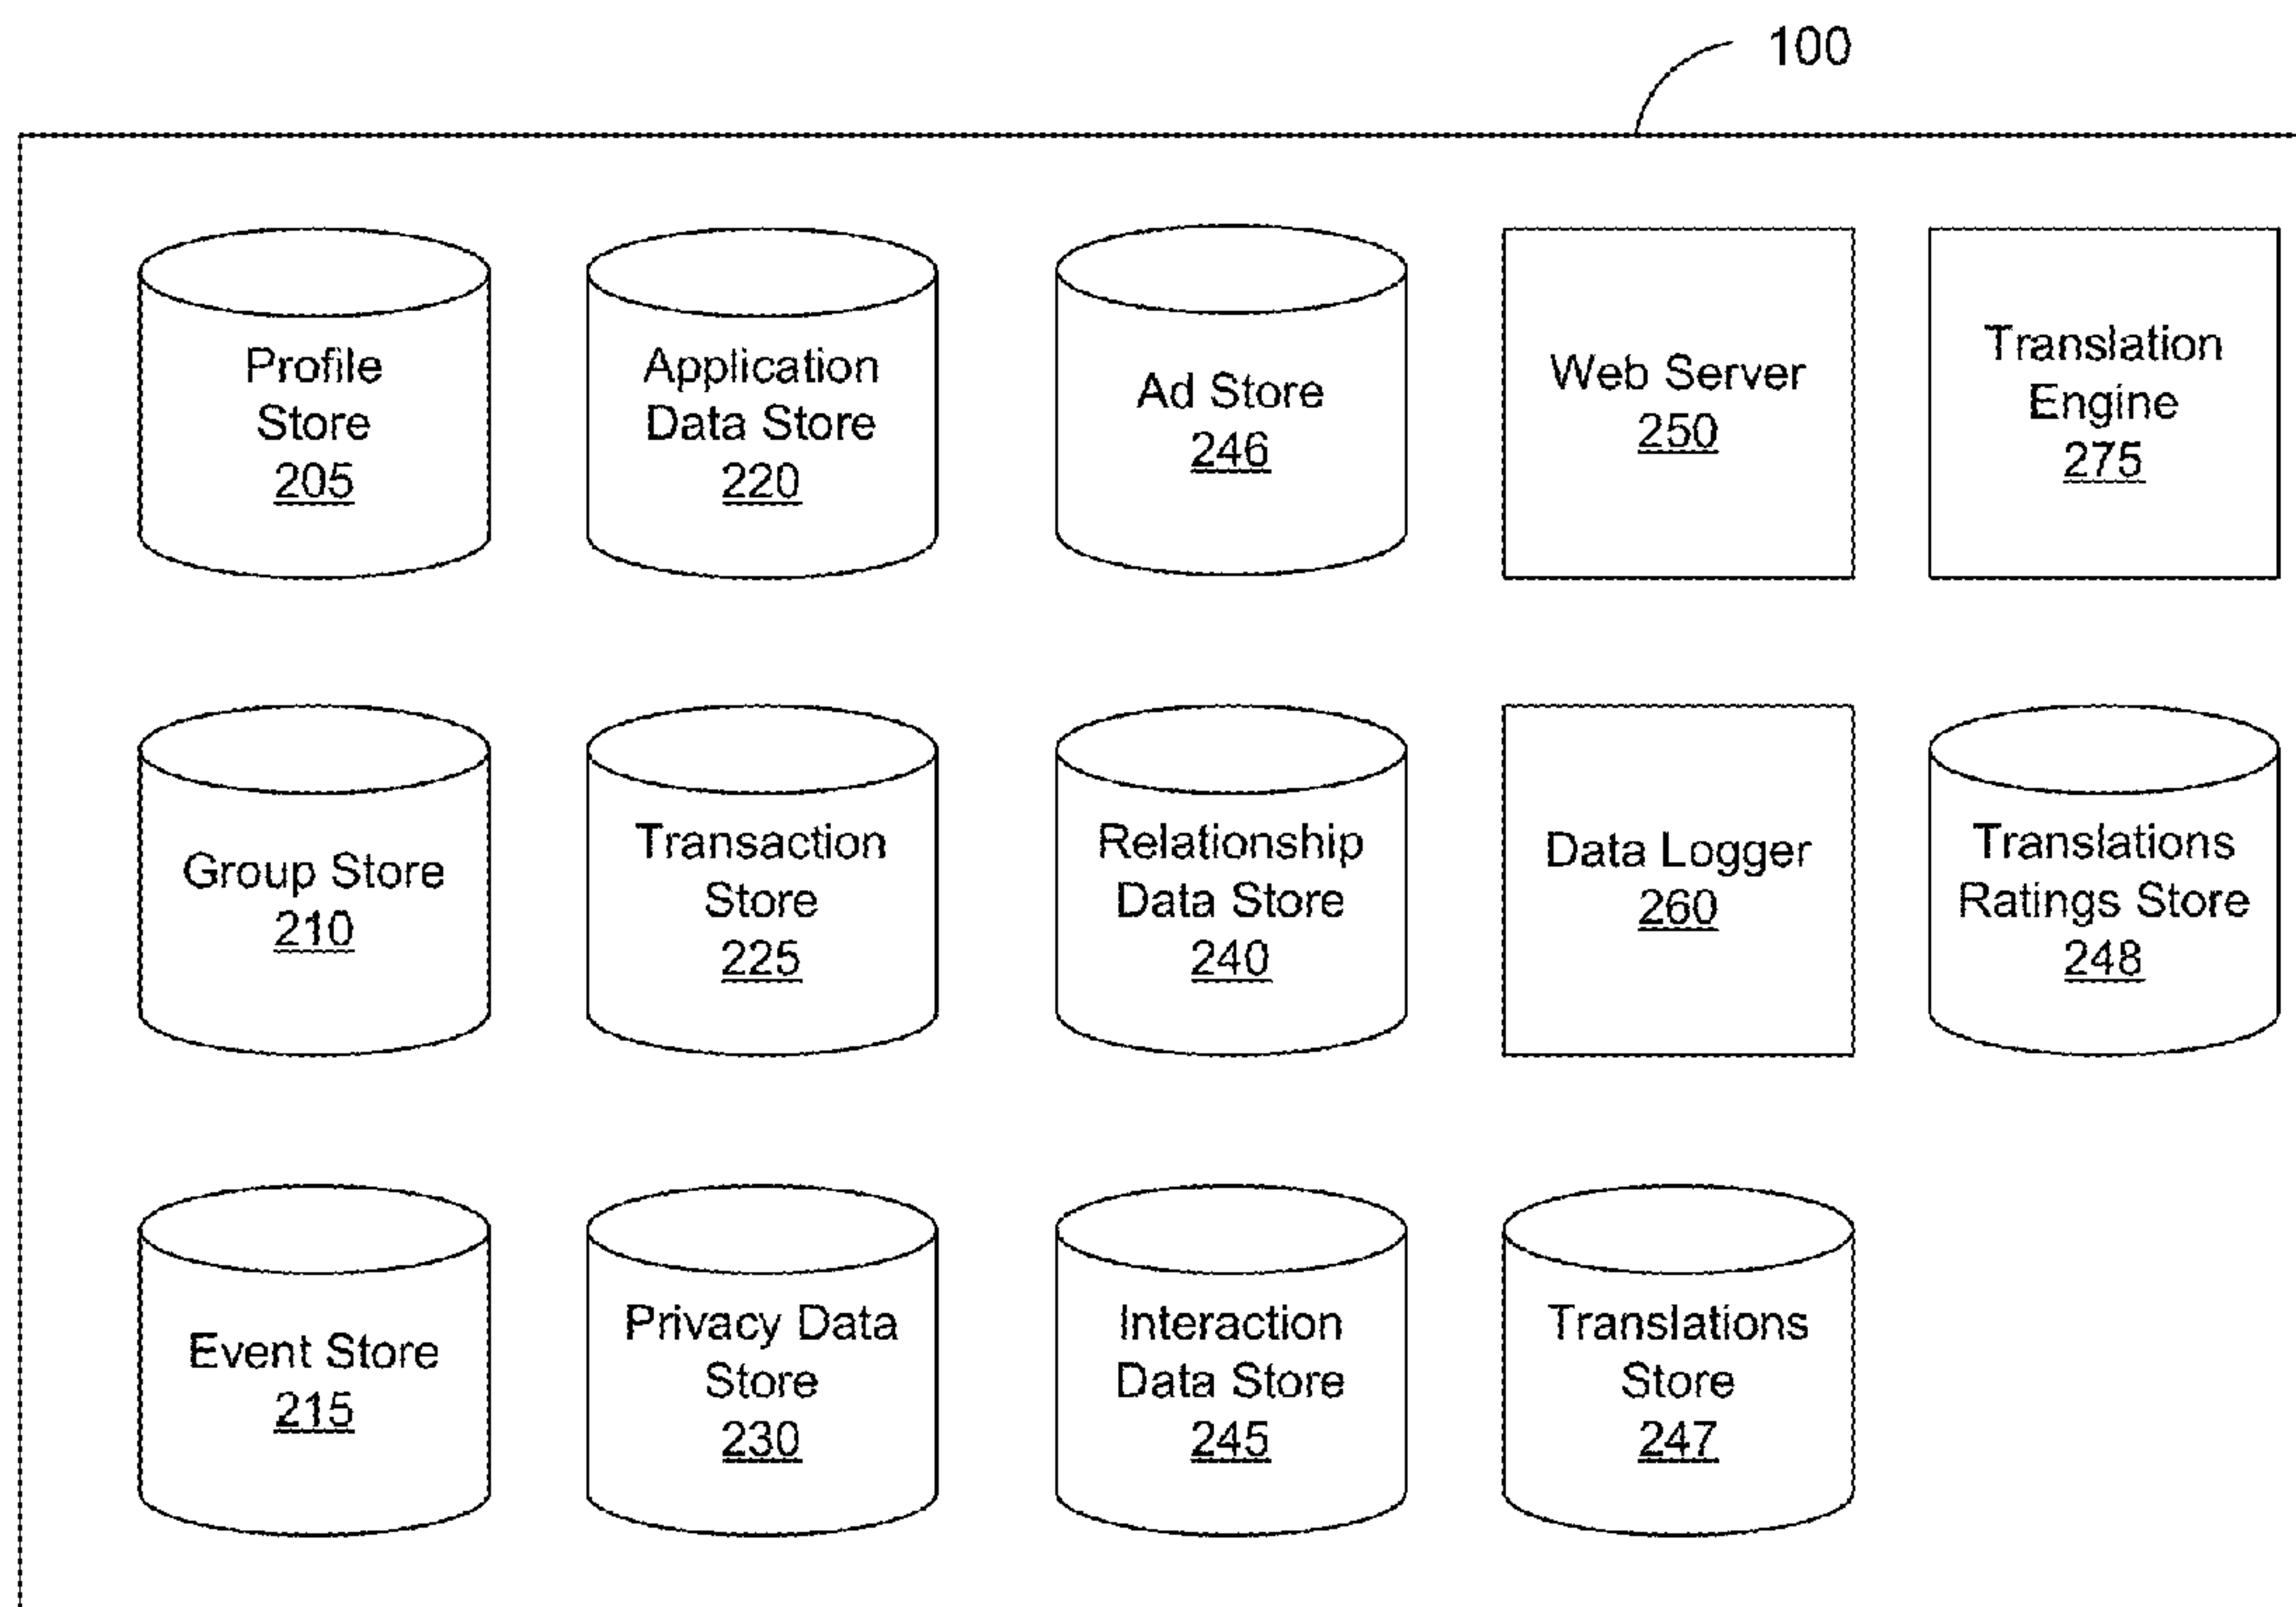 100
Profile
Store
205
Application
Data Store
220
Ad Store
246
Web Server
250
Translation
Engine
275
Group Store
210
Transaction
Store
225
Relationship
Data Store
240
Data Logger
260
Translations
Ratings Store
248
Event Store
215
Privacy Data
Store
230
Interaction
Data Store
245
Translations
Store
247